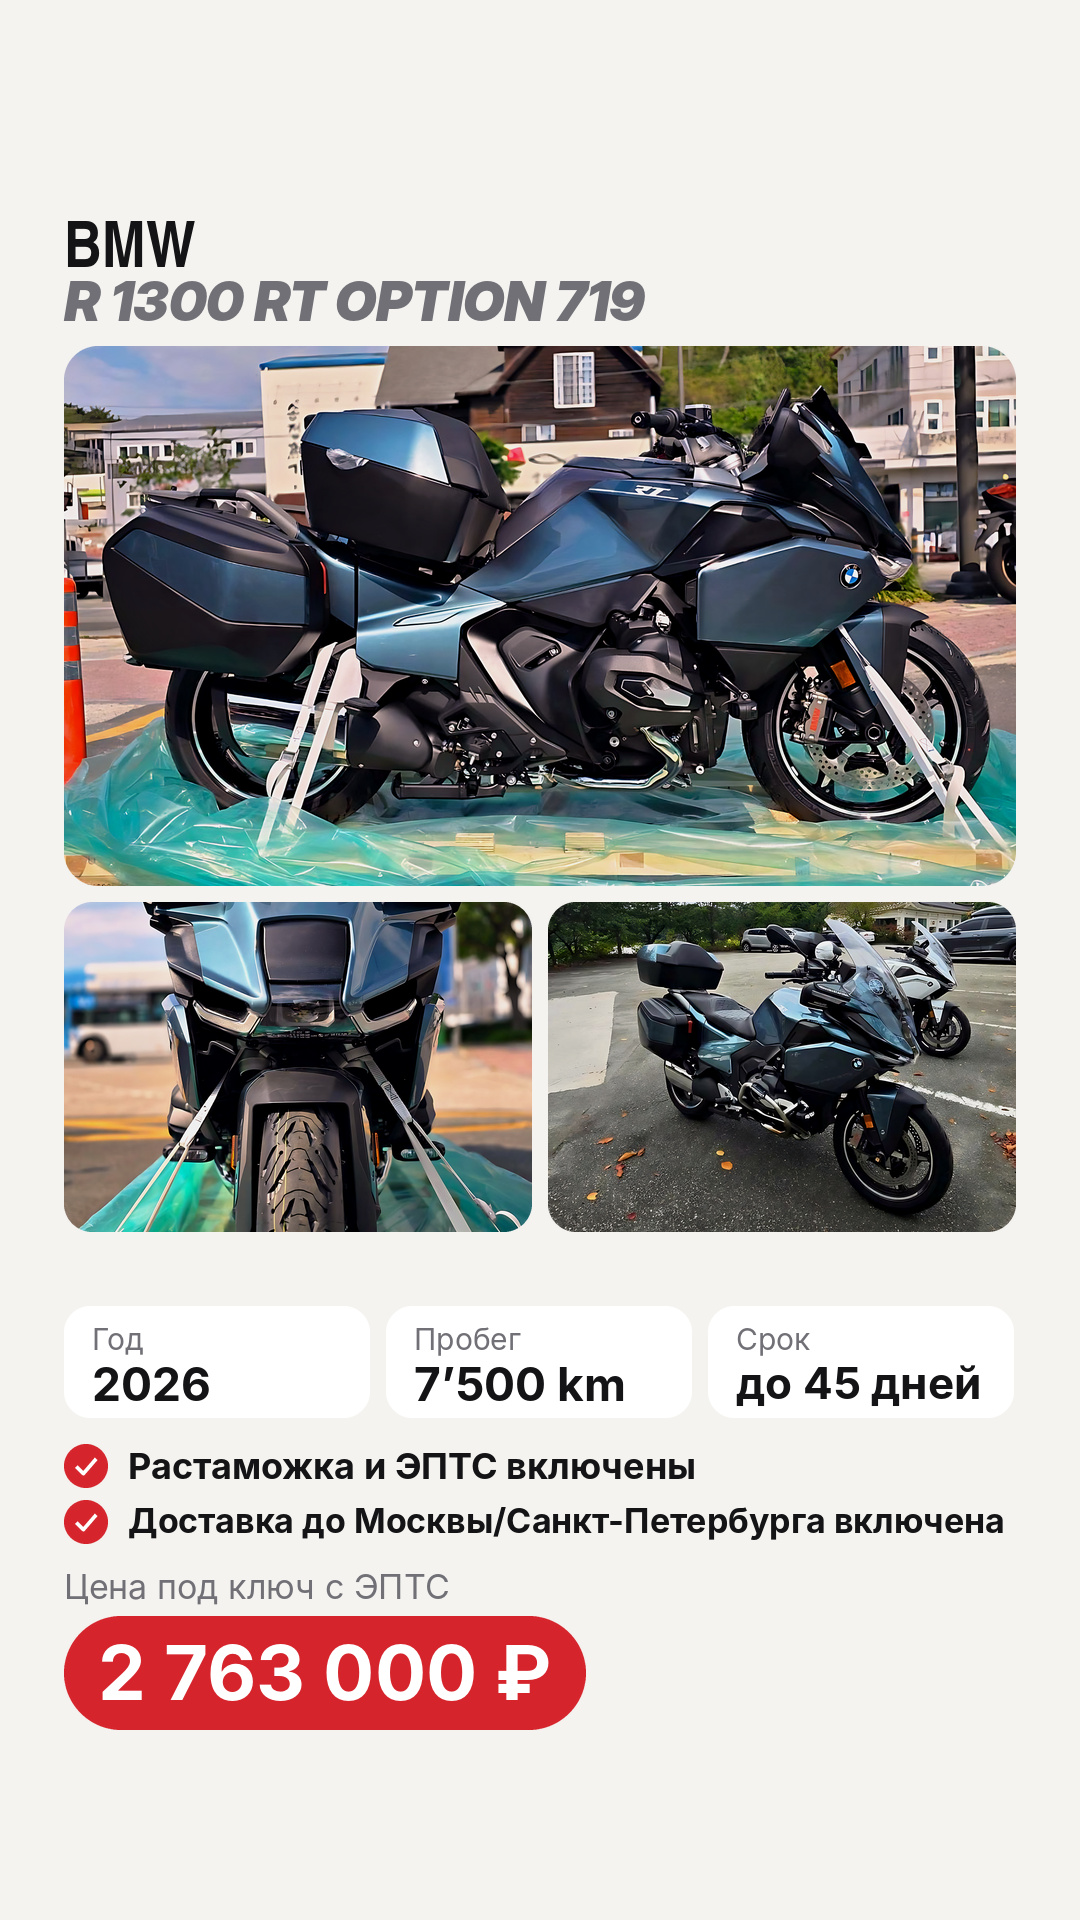 BMW
R 1300 RT OPTION 719
RT
Год
2026
Пробег
7’500 km
Срок
до 45 дней
Растаможка и ЭПТС включены
Доставка до Москвы/Санкт-Петербурга включена
Цена под ключ с ЭПТС
2 763 000 ₽